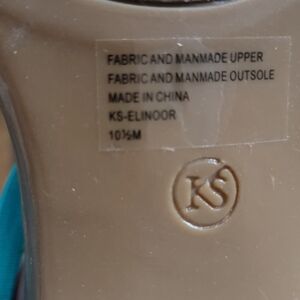 FABRIC AND MANMADE UPPER
FABRIC AND MANMADE OUTSOLE
MADE IN CHINA
KS-ELINOOR
10½M
KS